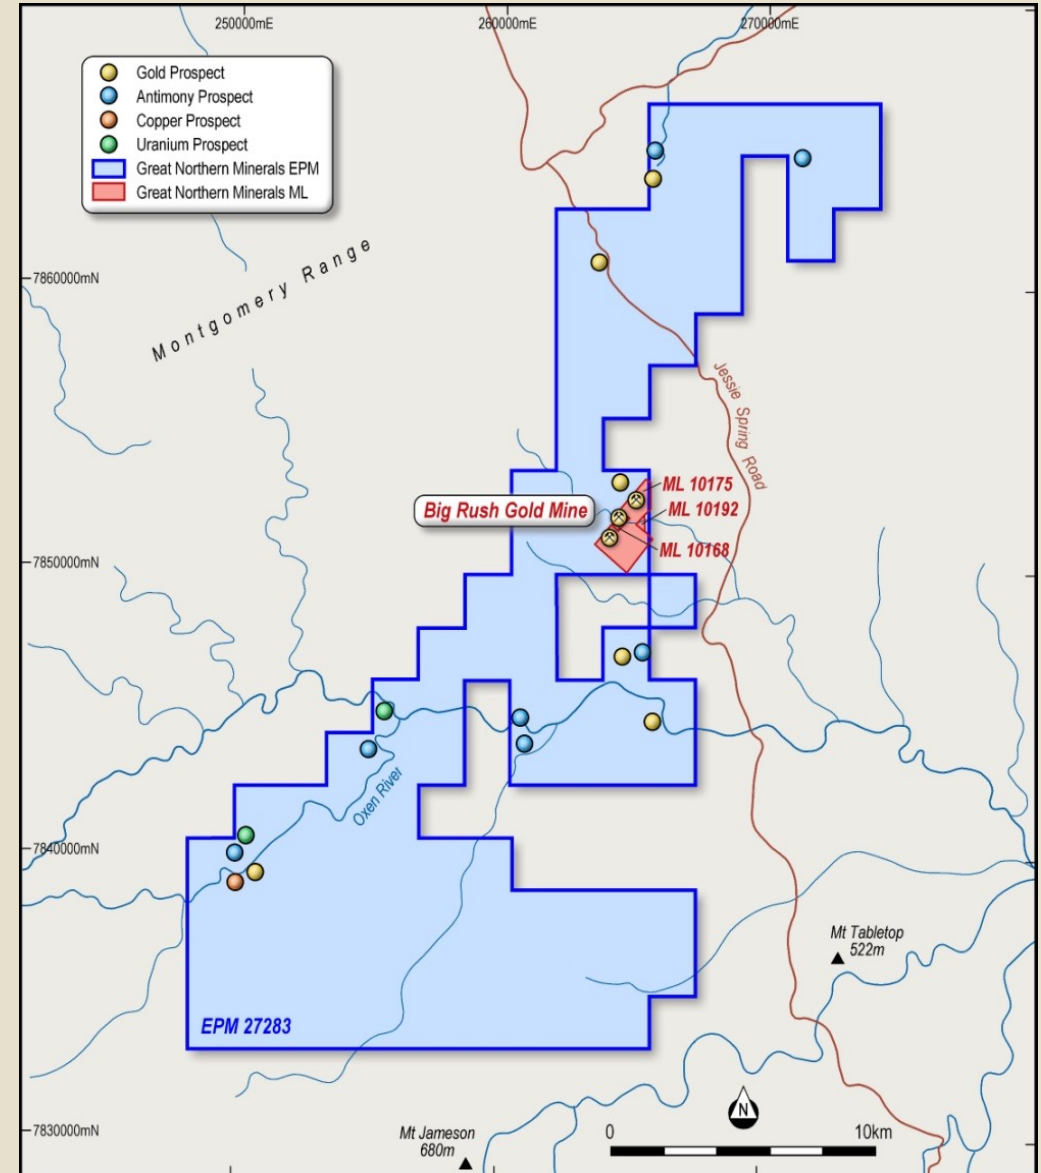 250000mE
260000mE
270000mE
Gold Prospect
Antimony Prospect
Copper Prospect
Uranium Prospect
Great Northern Minerals EPM
Great Northern Minerals ML
7860000mN
Montgomery Range
Jessie Spring Road
ML 10175
Big Rush Gold Mine
ML 10192
ML 10168
7850000mN
Oxen River
7840000mN
Mt Tabletop
522m
EPM 27283
N
7830000mN
Mt Jameson
680m
0
10km